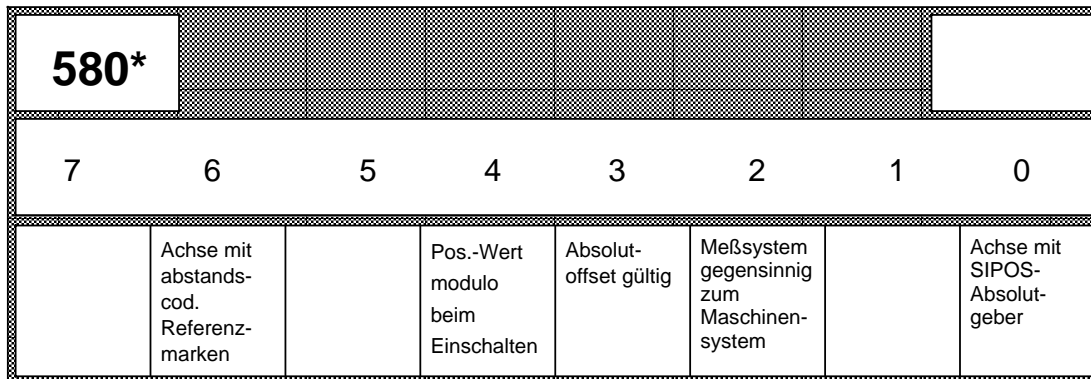 580*
7 6 5 4 3 2 1 0
Achse mit
abstands-
cod.
Referenz-
marken
Pos.-Wert
modulo
beim
Einschalten
Absolut-
offset gültig
Meßsystem
gegensinnig
zum
Maschinen-
system
Achse mit
SIPOS-
Absolut-
geber